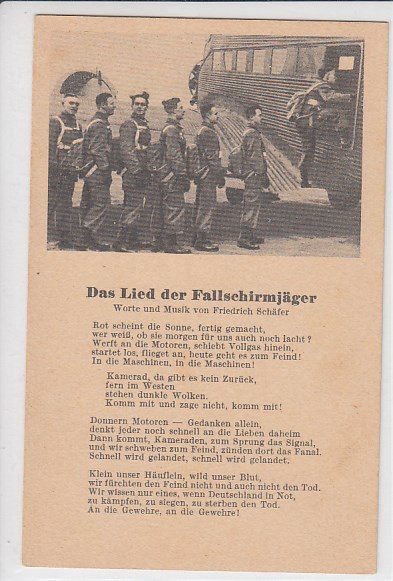 Das Lied der Fallschirmjäger
Worte und Musik von Friedrich Schäfer
Rot scheint die Sonne, fertig gemacht,
wer weiß, ob sie morgen für uns auch noch lacht?
Werft an die Motoren, schiebt Vollgas hinein,
startet los, flieget an, heute geht es zum Feind!
In die Maschinen, in die Maschinen!
Kamerad, da gibt es kein Zurück,
fern im Westen
stehen dunkle Wolken.
Komm mit und zage nicht, komm mit!
Donnern Motoren — Gedanken allein,
denkt jeder noch schnell an die Lieben daheim
Dann kommt, Kameraden, zum Sprung das Signal,
und wir schweben zum Feind, zünden dort das Fanal.
Schnell wird gelandet, schnell wird gelandet.
Klein unser Häuflein, wild unser Blut,
wir fürchten den Feind nicht und auch nicht den Tod.
Wir wissen nur eines, wenn Deutschland in Not,
zu kämpfen, zu siegen, zu sterben den Tod.
An die Gewehre, an die Gewehre!